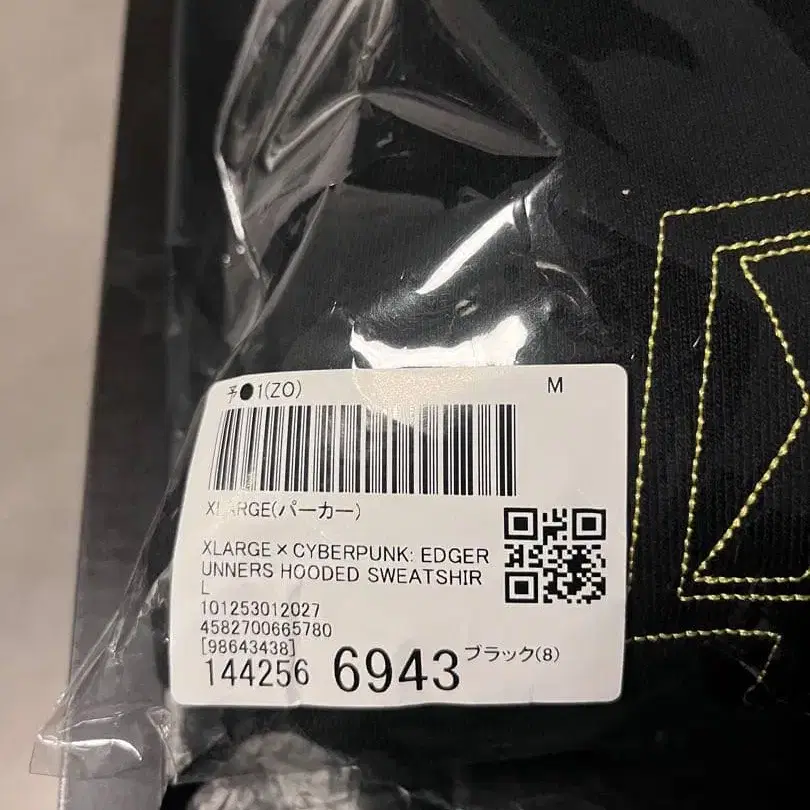 予●1(ZO) M
XLARGE(パーカー)
XLARGE×CYBERPUNK: EDGER
UNNERS HOODED SWEATSHIR
L
101253012027
4582700665780
[98643438]
144256 6943 ブラック(8)